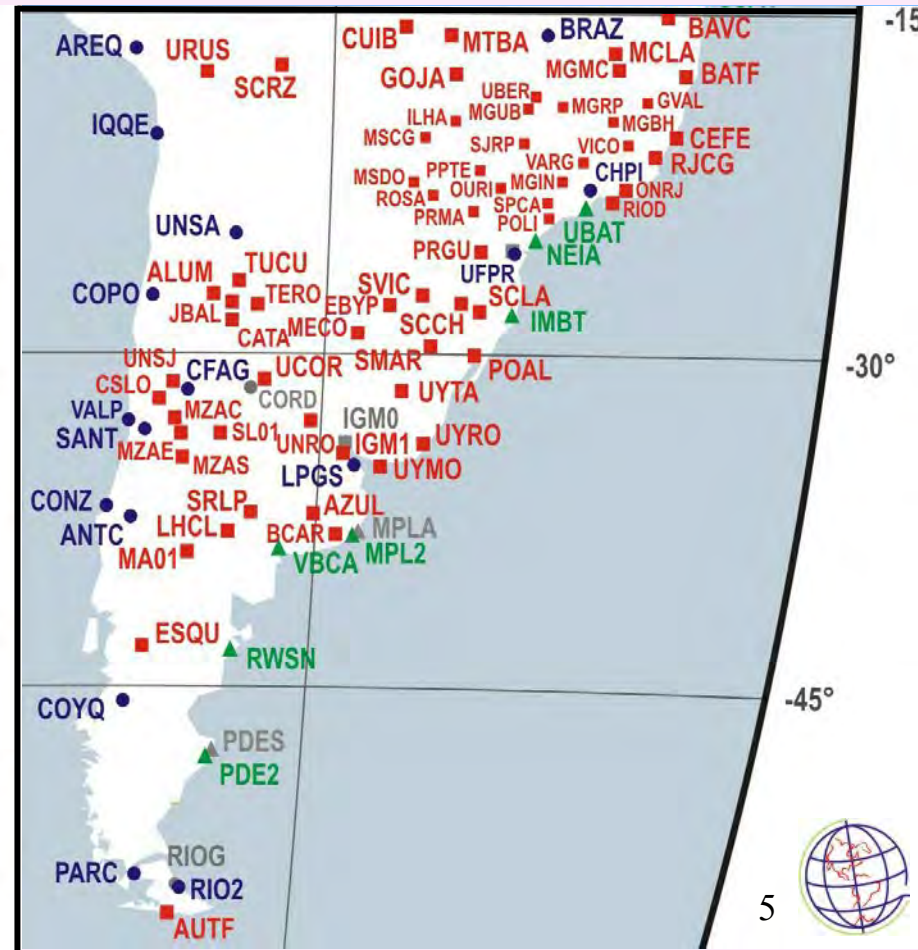 -15
AREQ
URUS
SCRZ
CUIB
MTBA
BRAZ
BAVC
MCLA
MGMC
BATF
GOJA
UBER
MGUB
MGRP
GVAL
ILHA
MGBH
IQQE
MSCG
SJRP
VICO
CEFE
RJCG
VARG
CHPI
PPTE
MSDO
OURI
MGIN
ONRJ
ROSA
SPCA
RIOD
PRMA
POLI
UBAT
UNSA
PRGU
NEIA
UFPR
ALUM
TUCU
COPO
TERO
SVIC
EBYP
SCLA
JBAL
CATA
MECO
SCCH
IMBT
UNSJ
CFAG
UCOR
SMAR
POAL
-30°
CSLO
CORD
UYTA
VALP
MZAC
IGM0
SANT
SL01
UNRO
IGM1
UYRO
MZAE
MZAS
LPGS
UYMO
CONZ
SRLP
AZUL
ANTC
LHCL
BCAR
MPLA
MA01
VBCA
MPL2
ESQU
RWSN
COYQ
-45°
PDES
PDE2
RIOG
PARC
RIO2
AUTF
5